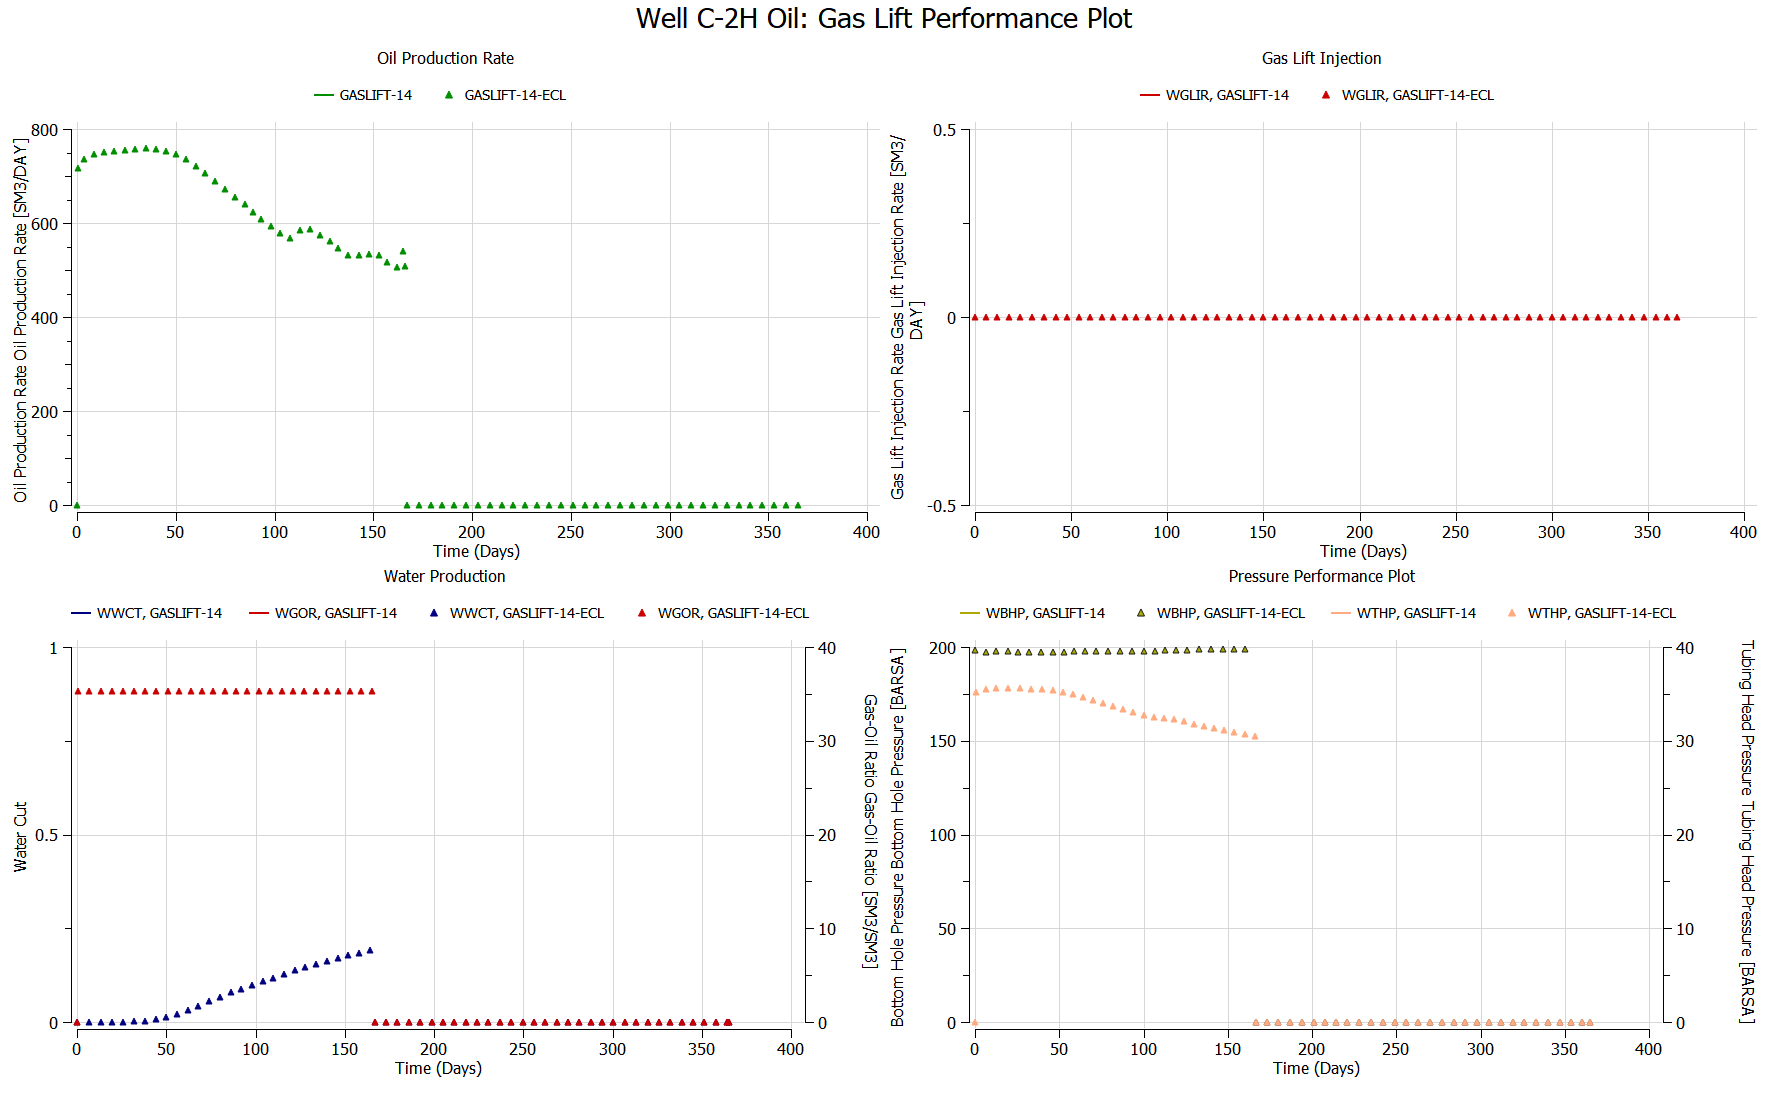 Well C-2H Oil: Gas Lift Performance Plot
Oil Production Rate
GASLIFT-14
GASLIFT-14-ECL
Oil Production Rate Oil Production Rate [SM3/DAY]
800
600
400
200
0
0 50 100 150 200 250 300 350 400
Time (Days)
Gas Lift Injection
WGLIR, GASLIFT-14
WGLIR, GASLIFT-14-ECL
Gas Lift Injection Rate Gas Lift Injection Rate [SM3/
DAY]
0.5
0
-0.5
0 50 100 150 200 250 300 350 400
Time (Days)
Water Production
WWCT, GASLIFT-14
WGOR, GASLIFT-14
WWCT, GASLIFT-14-ECL
WGOR, GASLIFT-14-ECL
Water Cut
1
0.5
0
40
30
20
10
0
Gas-Oil Ratio Gas-Oil Ratio [SM3/SM3]
0 50 100 150 200 250 300 350 400
Time (Days)
Pressure Performance Plot
WBHP, GASLIFT-14
WBHP, GASLIFT-14-ECL
WTHP, GASLIFT-14
WTHP, GASLIFT-14-ECL
Bottom Hole Pressure Bottom Hole Pressure [BARSA]
200
150
100
50
0
40
30
20
10
0
Tubing Head Pressure Tubing Head Pressure [BARSA]
0 50 100 150 200 250 300 350 400
Time (Days)